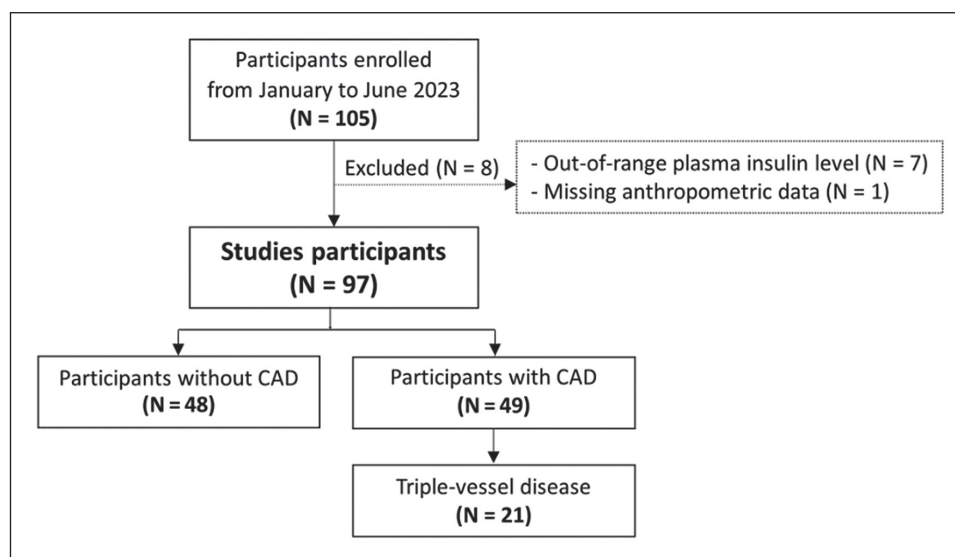 Participants enrolled
from January to June 2023
(N = 105)
Excluded (N = 8)
- Out-of-range plasma insulin level (N = 7)
- Missing anthropometric data (N = 1)
Studies participants
(N = 97)
Participants without CAD
(N = 48)
Participants with CAD
(N = 49)
Triple-vessel disease
(N = 21)